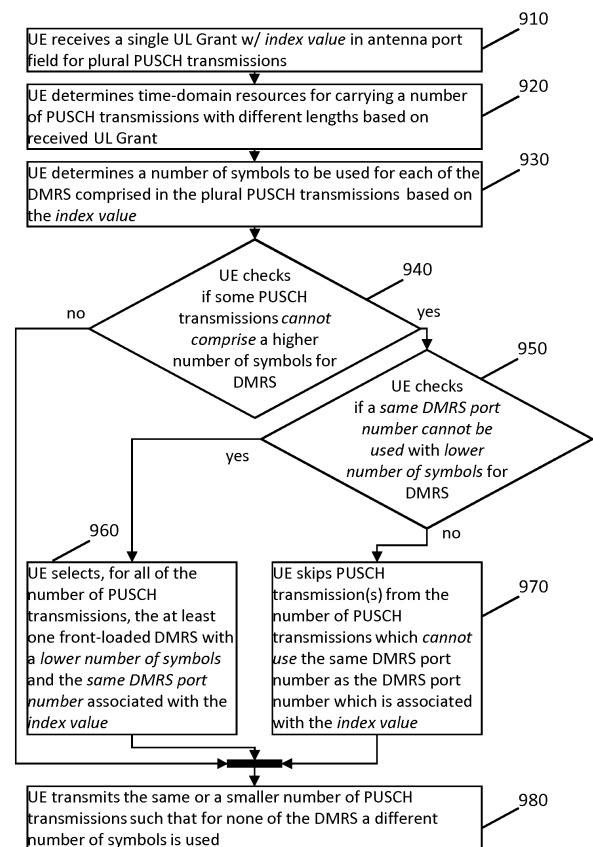 910
UE receives a single UL Grant w/ index value in antenna port
field for plural PUSCH transmissions
920
UE determines time-domain resources for carrying a number
of PUSCH transmissions with different lengths based on
received UL Grant
930
UE determines a number of symbols to be used for each of the
DMRS comprised in the plural PUSCH transmissions based on
the index value
940
UE checks
if some PUSCH
transmissions cannot
comprise a higher
number of symbols for
DMRS
no
yes
950
UE checks
if a same DMRS port
number cannot be
used with lower
number of symbols for
DMRS
yes
no
960
UE selects, for all of the
number of PUSCH
transmissions, the at least
one front-loaded DMRS with
a lower number of symbols
and the same DMRS port
number associated with the
index value
970
UE skips PUSCH
transmission(s) from the
number of PUSCH
transmissions which cannot
use the same DMRS port
number as the DMRS port
number which is associated
with the index value
980
UE transmits the same or a smaller number of PUSCH
transmissions such that for none of the DMRS a different
number of symbols is used